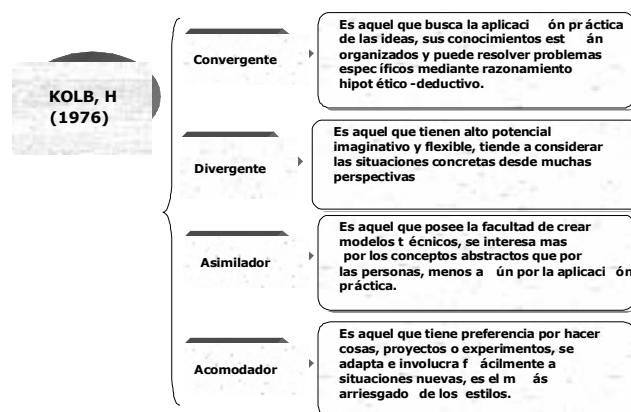 KOLB, H
(1976)
Convergente
Es aquel que busca la aplicaci ón práctica
de las ideas, sus conocimientos est án
organizados y puede resolver problemas
espec íficos mediante razonamiento
hipot ético -deductivo.
Divergente
Es aquel que tienen alto potencial
imaginativo y flexible, tiende a considerar
las situaciones concretas desde muchas
perspectivas
Asimilador
Es aquel que posee la facultad de crear
modelos t écnicos, se interesa mas
por los conceptos abstractos que por
las personas, menos a ún por la aplicaci ón
práctica.
Acomodador
Es aquel que tiene preferencia por hacer
cosas, proyectos o experimentos, se
adapta e involucra f ácilmente a
situaciones nuevas, es el m ás
arriesgado de los estilos.